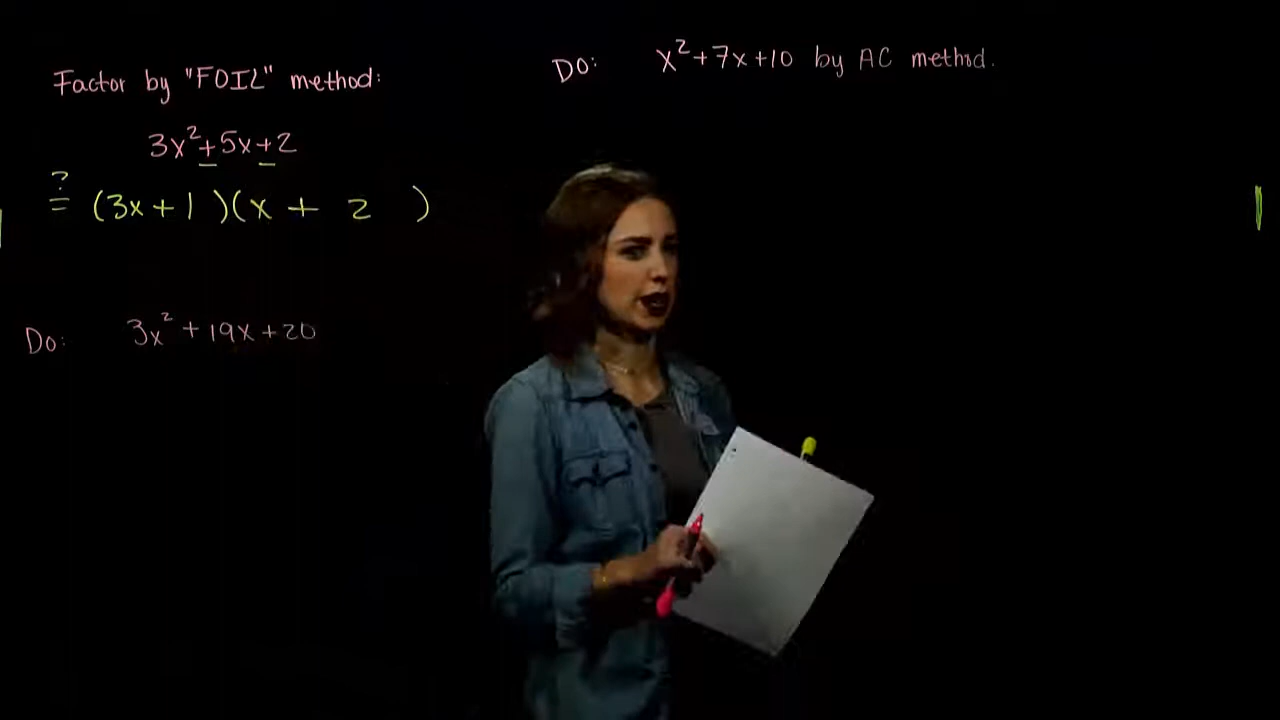 Factor by "FOIL" method:
3x²+5x+2
? = (3x+1)(x + 2)
Do: 3x² + 19x + 20
DO: x²+7x+10 by AC method.